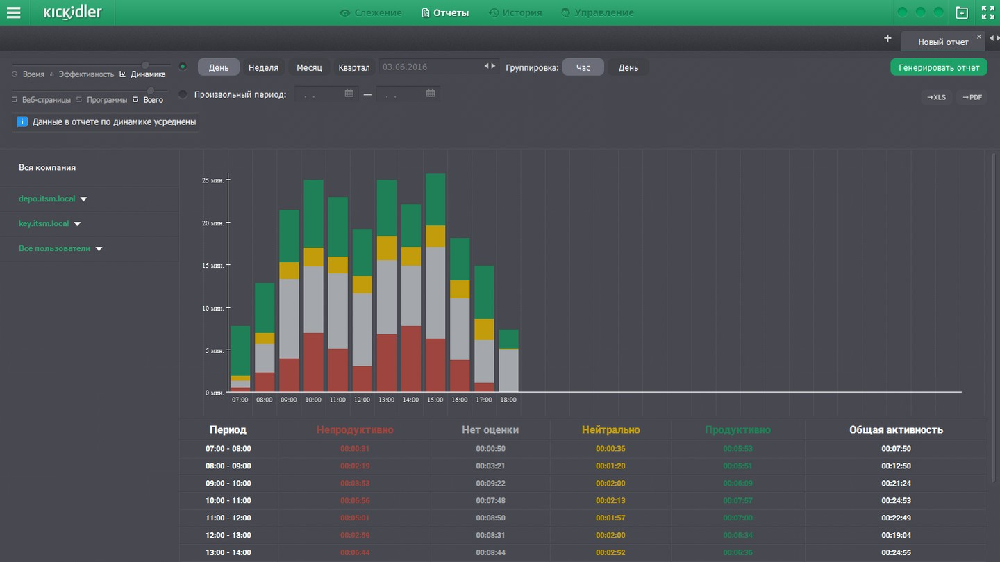 KICKidler
Слежение Отчеты История Управление
+ Новый отчет ×
Время Эффективность Динамика
День Неделя Месяц Квартал 03.06.2016 Группировка: Час День Генерировать отчет
Веб-страницы Программы Всего
Произвольный период: . . — . .
→XLS →PDF
Данные в отчете по динамике усреднены
Вся компания
depo.itsm.local
key.itsm.local
Все пользователи
25 мин.
20 мин.
15 мин.
10 мин.
5 мин.
0 мин.
07:00 08:00 09:00 10:00 11:00 12:00 13:00 14:00 15:00 16:00 17:00 18:00
Период Непродуктивно Нет оценки Нейтрально Продуктивно Общая активность
07:00 - 08:00 00:00:31 00:00:50 00:00:36 00:05:53 00:07:50
08:00 - 09:00 00:02:19 00:03:21 00:01:20 00:05:51 00:12:50
09:00 - 10:00 00:03:53 00:09:22 00:02:00 00:06:09 00:21:24
10:00 - 11:00 00:06:56 00:07:48 00:02:13 00:07:57 00:24:53
11:00 - 12:00 00:05:01 00:08:50 00:01:57 00:07:00 00:22:49
12:00 - 13:00 00:02:59 00:08:31 00:02:00 00:05:34 00:19:04
13:00 - 14:00 00:06:44 00:08:44 00:02:52 00:06:36 00:24:55